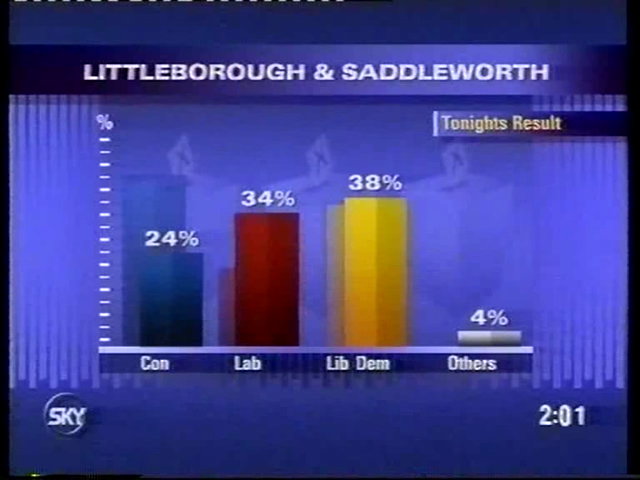 LITTLEBOROUGH & SADDLEWORTH
%
Tonights Result
24%
34%
38%
4%
Con
Lab
Lib Dem
Others
SKY
2:01